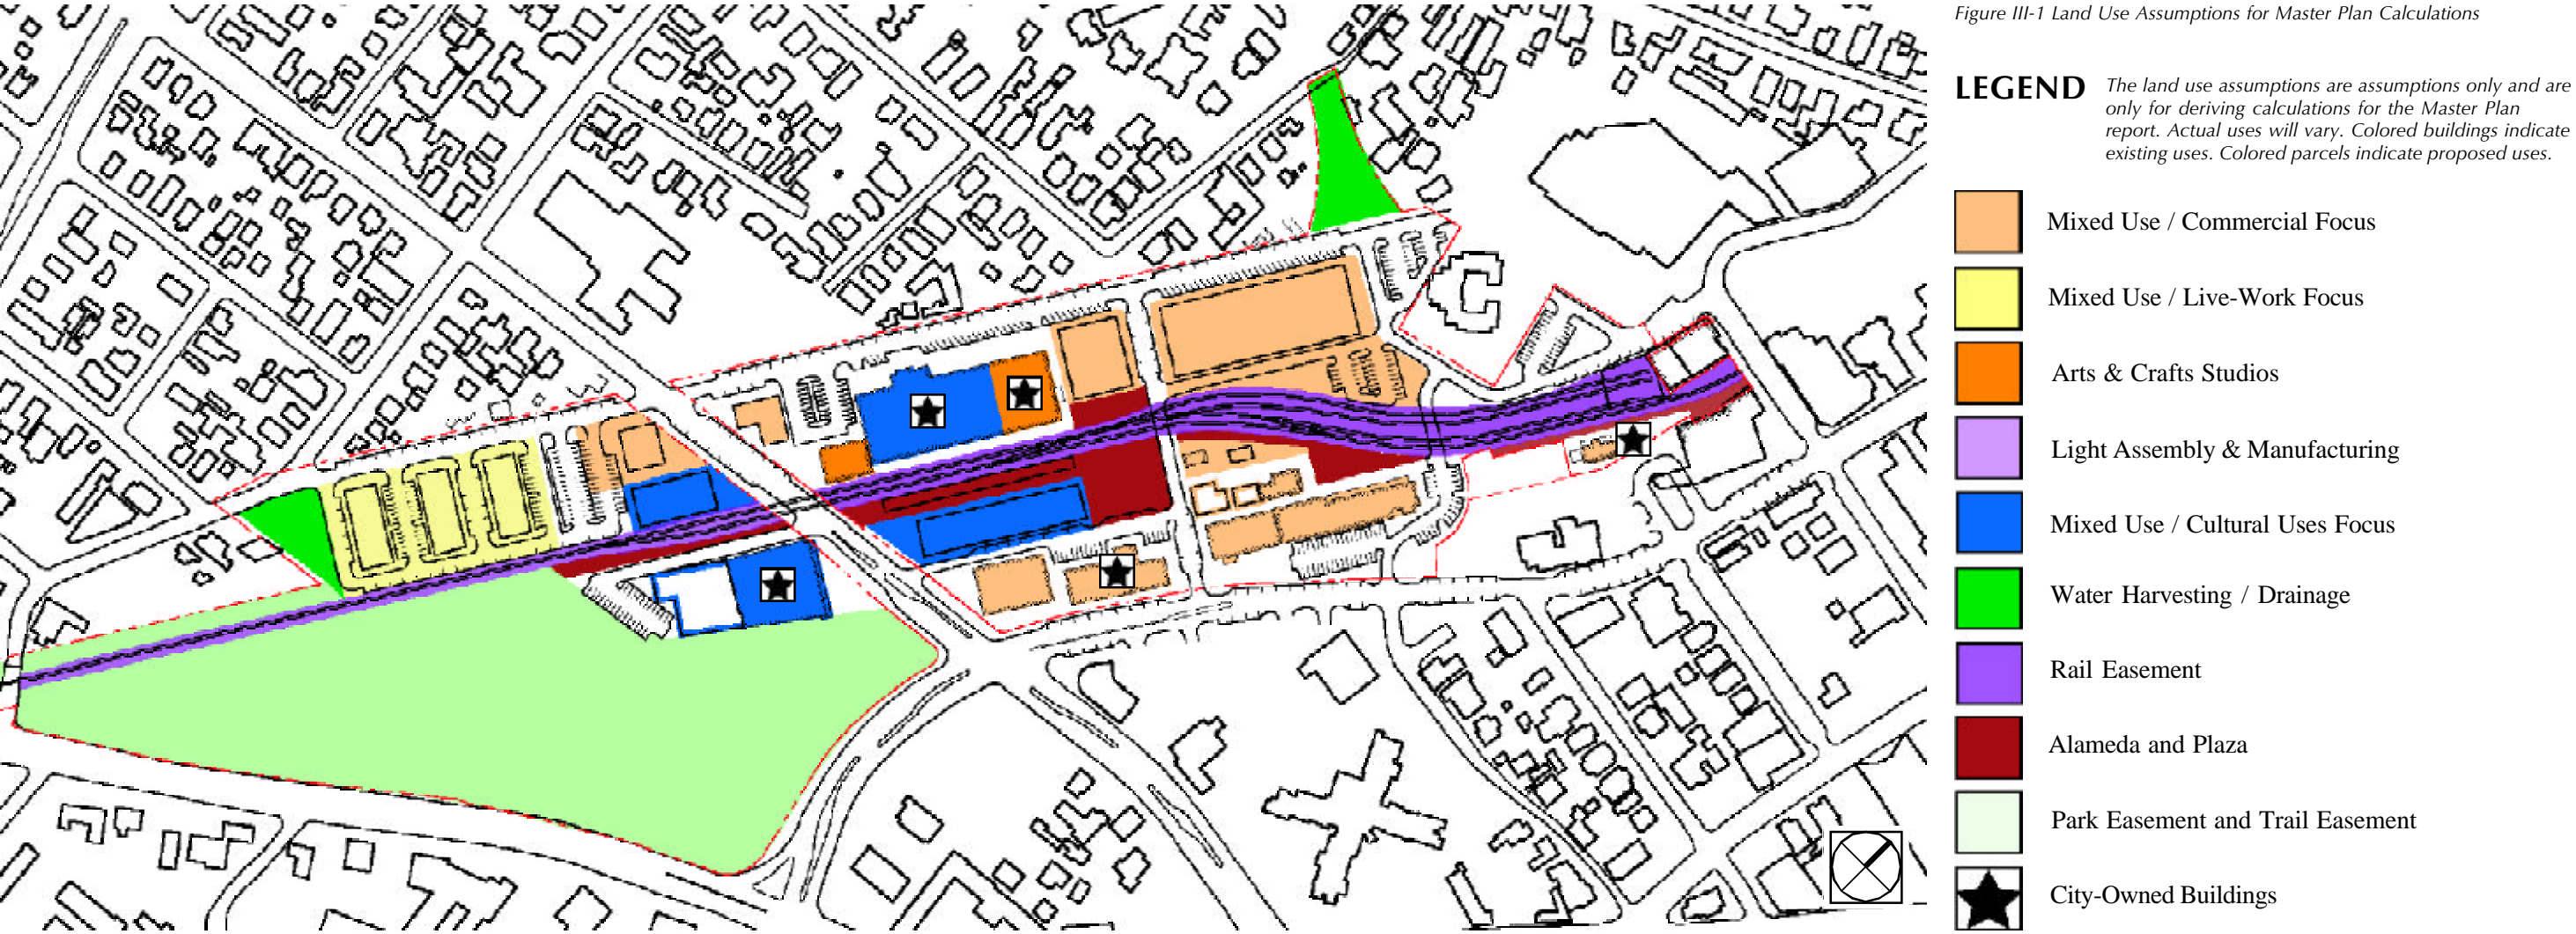 Figure III-1 Land Use Assumptions for Master Plan Calculations
LEGEND
The land use assumptions are assumptions only and are
only for deriving calculations for the Master Plan
report. Actual uses will vary. Colored buildings indicate
existing uses. Colored parcels indicate proposed uses.
Mixed Use / Commercial Focus
Mixed Use / Live-Work Focus
Arts & Crafts Studios
Light Assembly & Manufacturing
Mixed Use / Cultural Uses Focus
Water Harvesting / Drainage
Rail Easement
Alameda and Plaza
Park Easement and Trail Easement
City-Owned Buildings